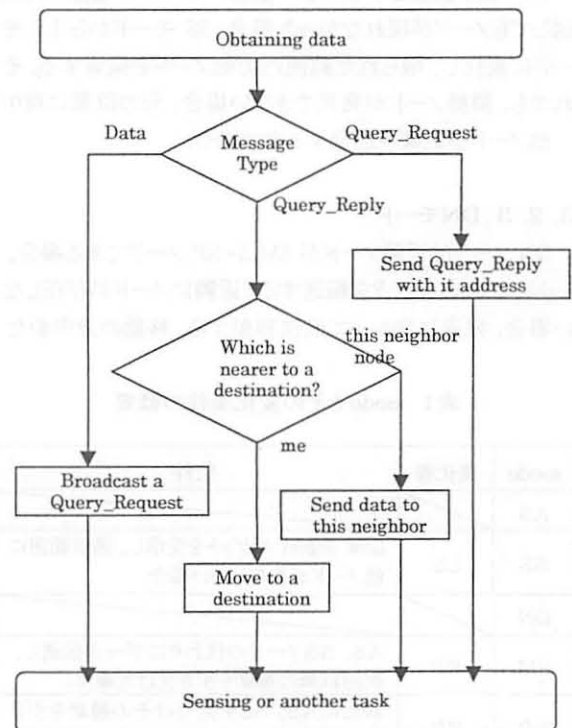 Obtaining data
Data
Query_Request
Message
Type
Query_Reply
Send Query_Reply
with it address
Which is
nearer to a
destination?
this neighbor
node
me
Broadcast a
Query_Request
Send data to
this neighbor
Move to a
destination
Sensing or another task